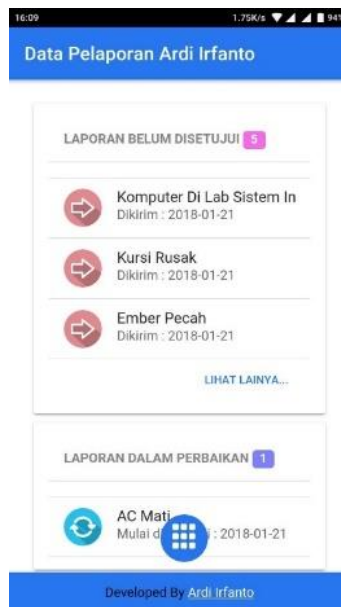 16:09 1.75K/s 94%
Data Pelaporan Ardi Irfanto
LAPORAN BELUM DISETUJUI 5
Komputer Di Lab Sistem In
Dikirim : 2018-01-21
Kursi Rusak
Dikirim : 2018-01-21
Ember Pecah
Dikirim : 2018-01-21
LIHAT LAINYA...
LAPORAN DALAM PERBAIKAN 1
AC Mati
Mulai : 2018-01-21
Developed By Ardi Irfanto